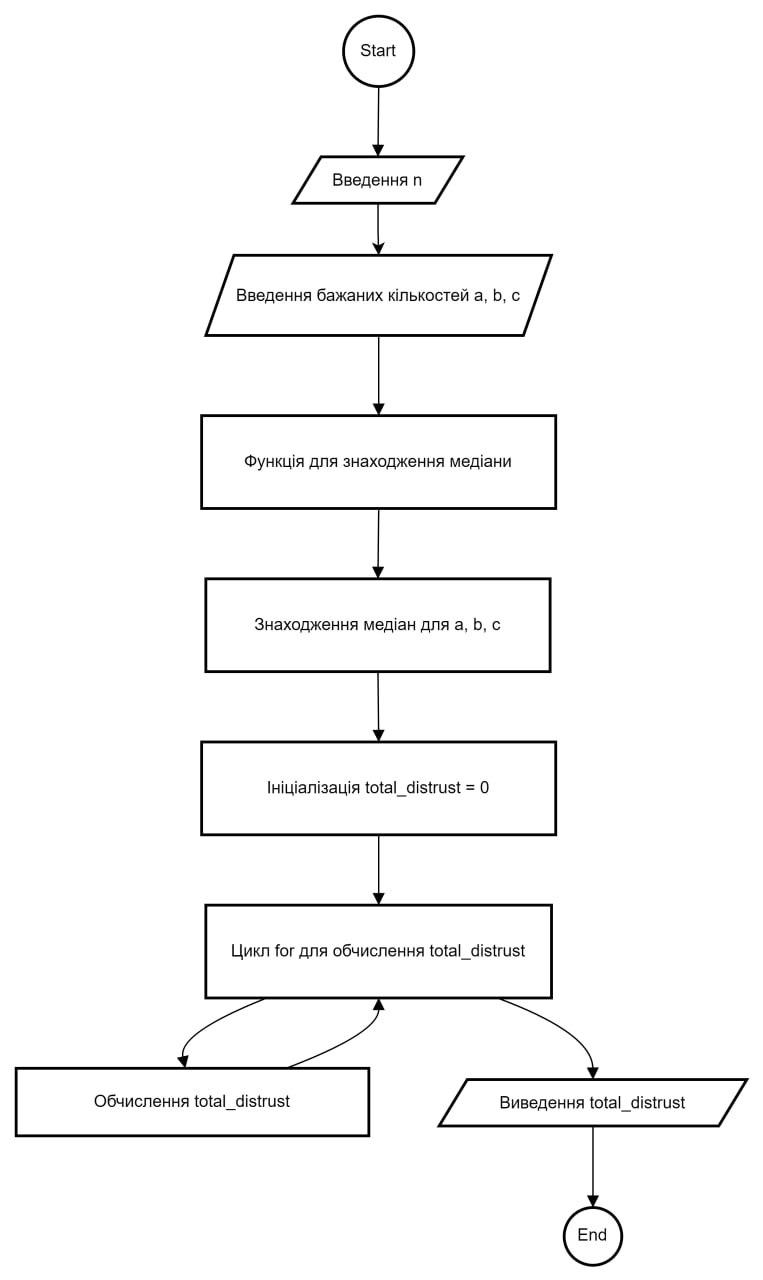 Start
Введення n
Введення бажаних кількостей a, b, c
Функція для знаходження медіани
Знаходження медіан для a, b, c
Ініціалізація total_distrust = 0
Цикл for для обчислення total_distrust
Обчислення total_distrust
Виведення total_distrust
End